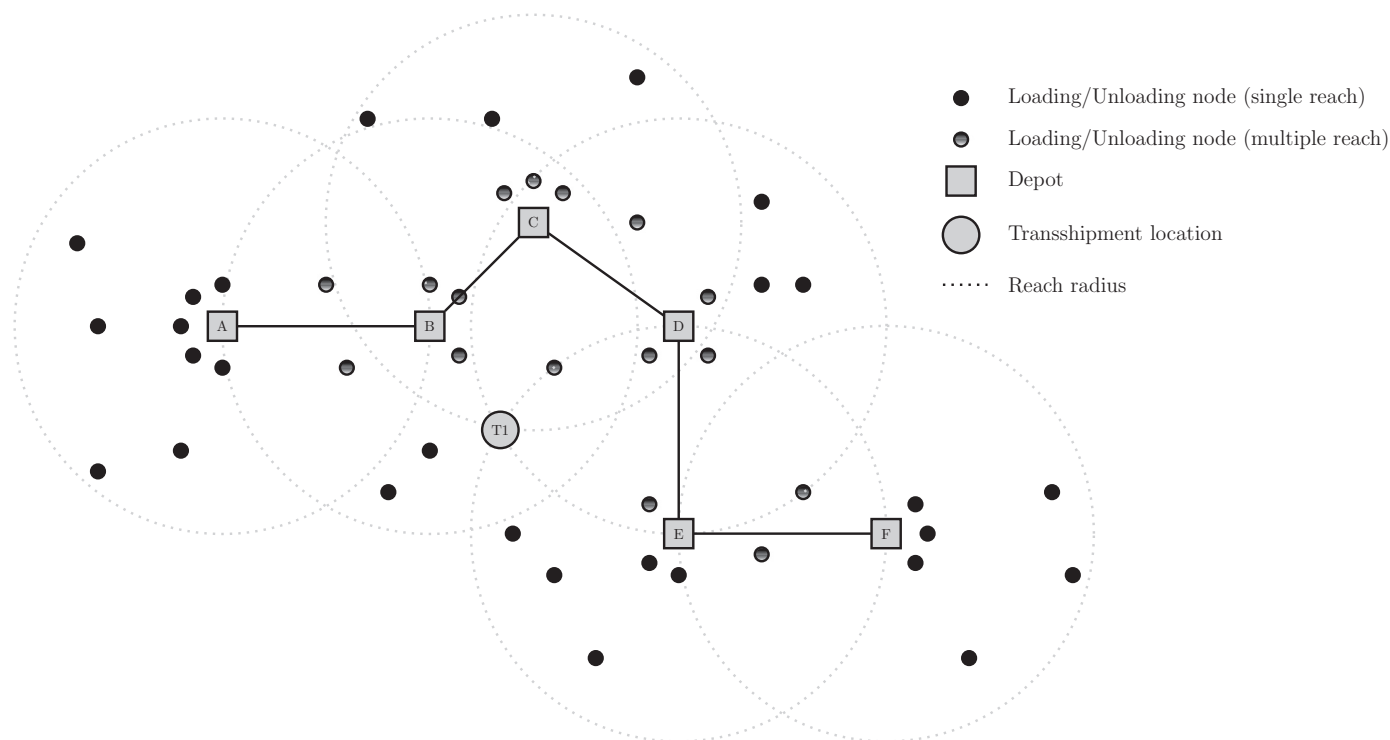 Loading/Unloading node (single reach)
Loading/Unloading node (multiple reach)
Depot
Transshipment location
Reach radius
C
A
B
D
T1
E
F